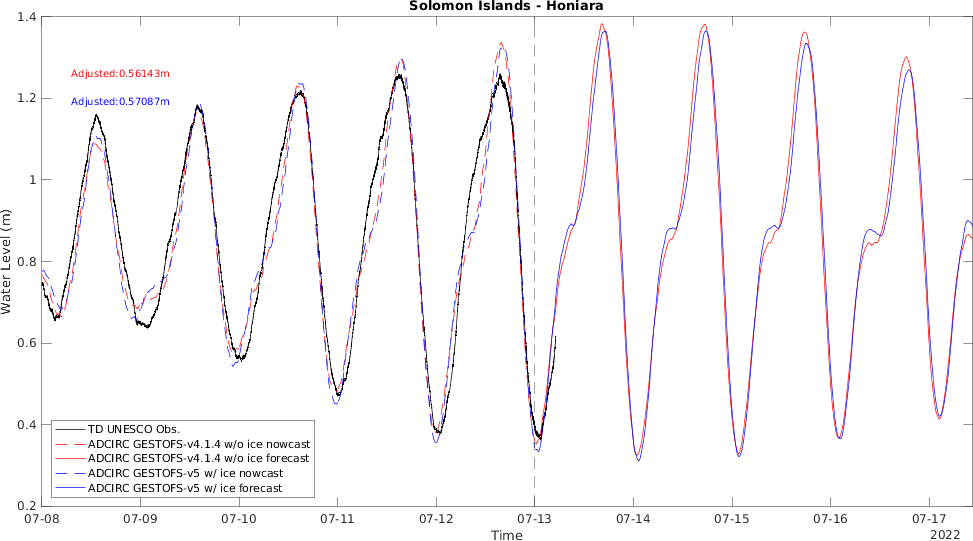 Solomon Islands - Honiara
1.4
1.2
1
0.8
0.6
0.4
0.2
Water Level (m)
Adjusted:0.56143m
Adjusted:0.57087m
TD UNESCO Obs.
ADCIRC GESTOFS-v4.1.4 w/o ice nowcast
ADCIRC GESTOFS-v4.1.4 w/o ice forecast
ADCIRC GESTOFS-v5 w/ ice nowcast
ADCIRC GESTOFS-v5 w/ ice forecast
07-08 07-09 07-10 07-11 07-12 07-13 07-14 07-15 07-16 07-17
Time
2022